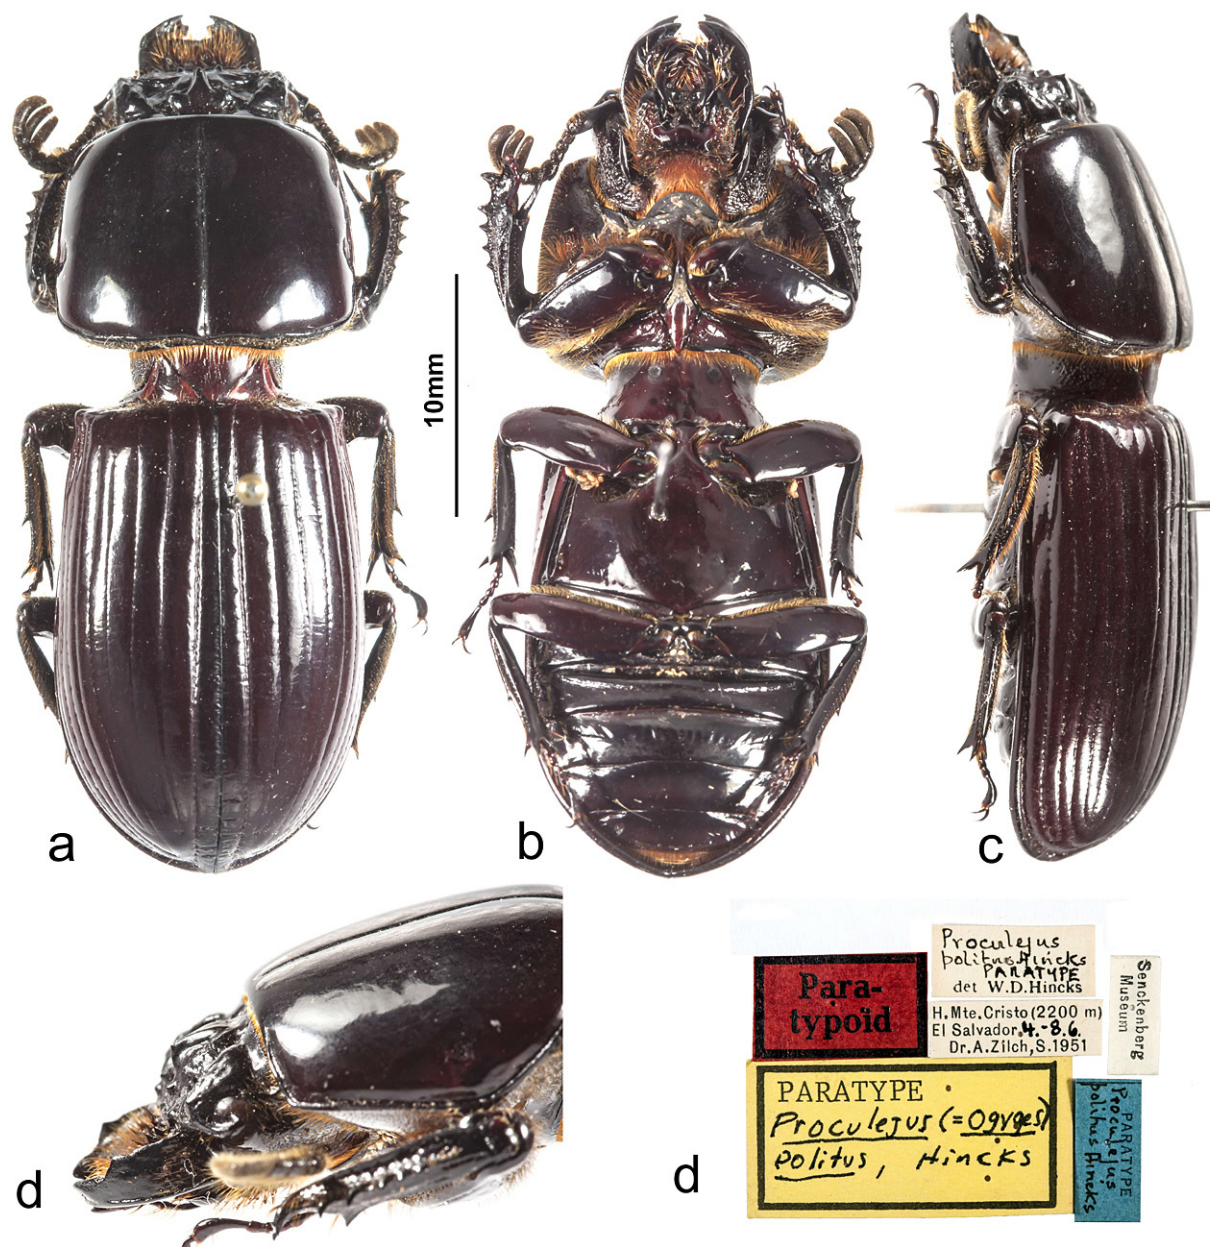 10mm
a
b
c
d
d
Para-
typoid
Proculejus
politus Hincks
PARATYPE
det W.D.Hincks
H.Mte.Cristo (2200 m)
El Salvador. 4.-8.6.
Dr.A.Zilch, S.1951
Senckenberg
Museum
PARATYPE
Proculejus (=Ogyges)
politus, Hincks
PARATYPE
Proculejus
politus Hincks